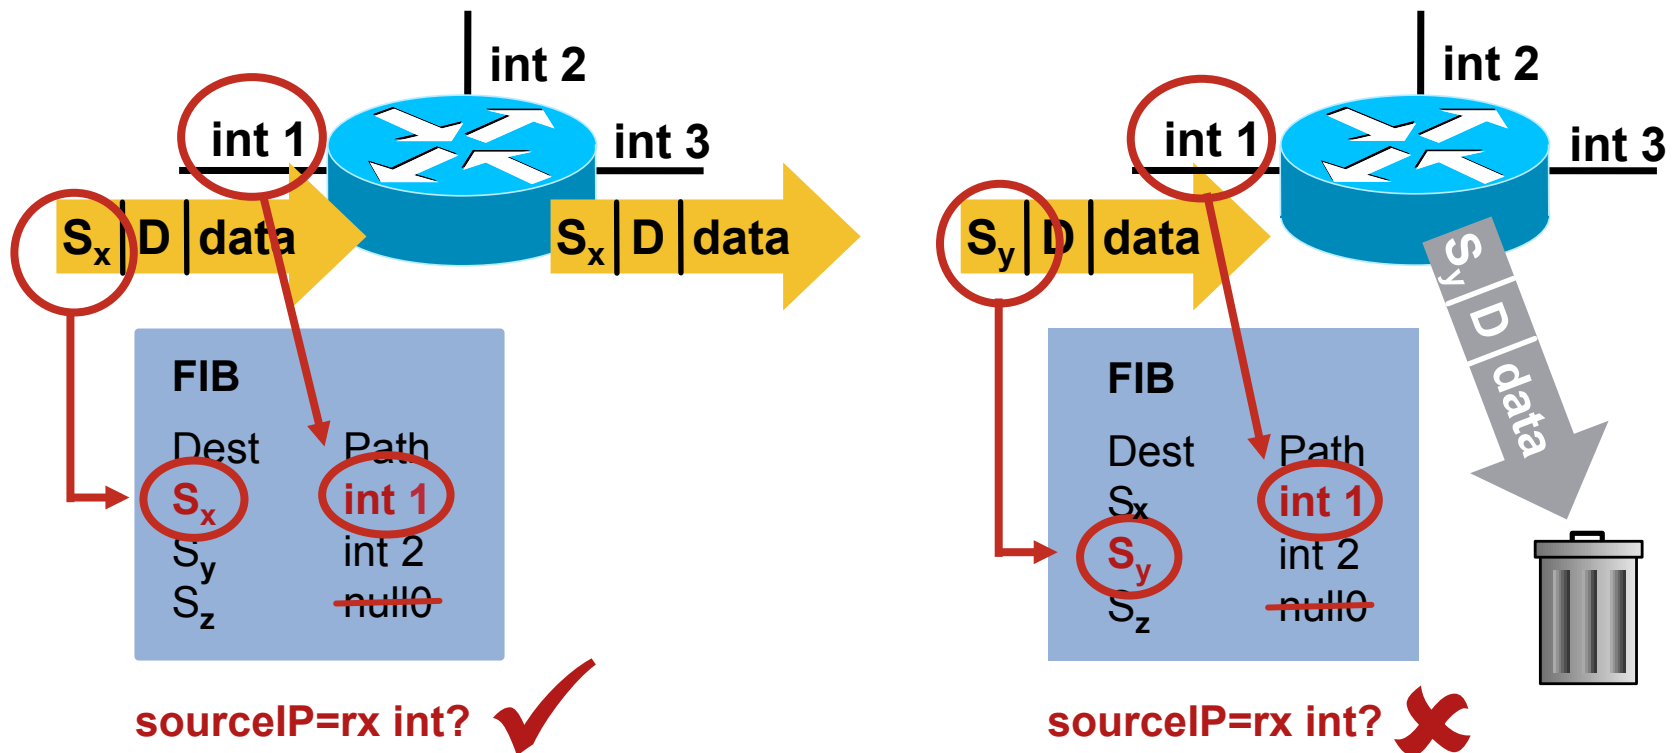 int 2
int 1
int 3
Sx D data
Sx D data
FIB
Dest Path
Sx int 1
Sy int 2
Sz null0
sourceIP=rx int?
int 2
int 1
int 3
Sy D data
Sy D data
FIB
Dest Path
Sx int 1
Sy int 2
Sz null0
sourceIP=rx int?